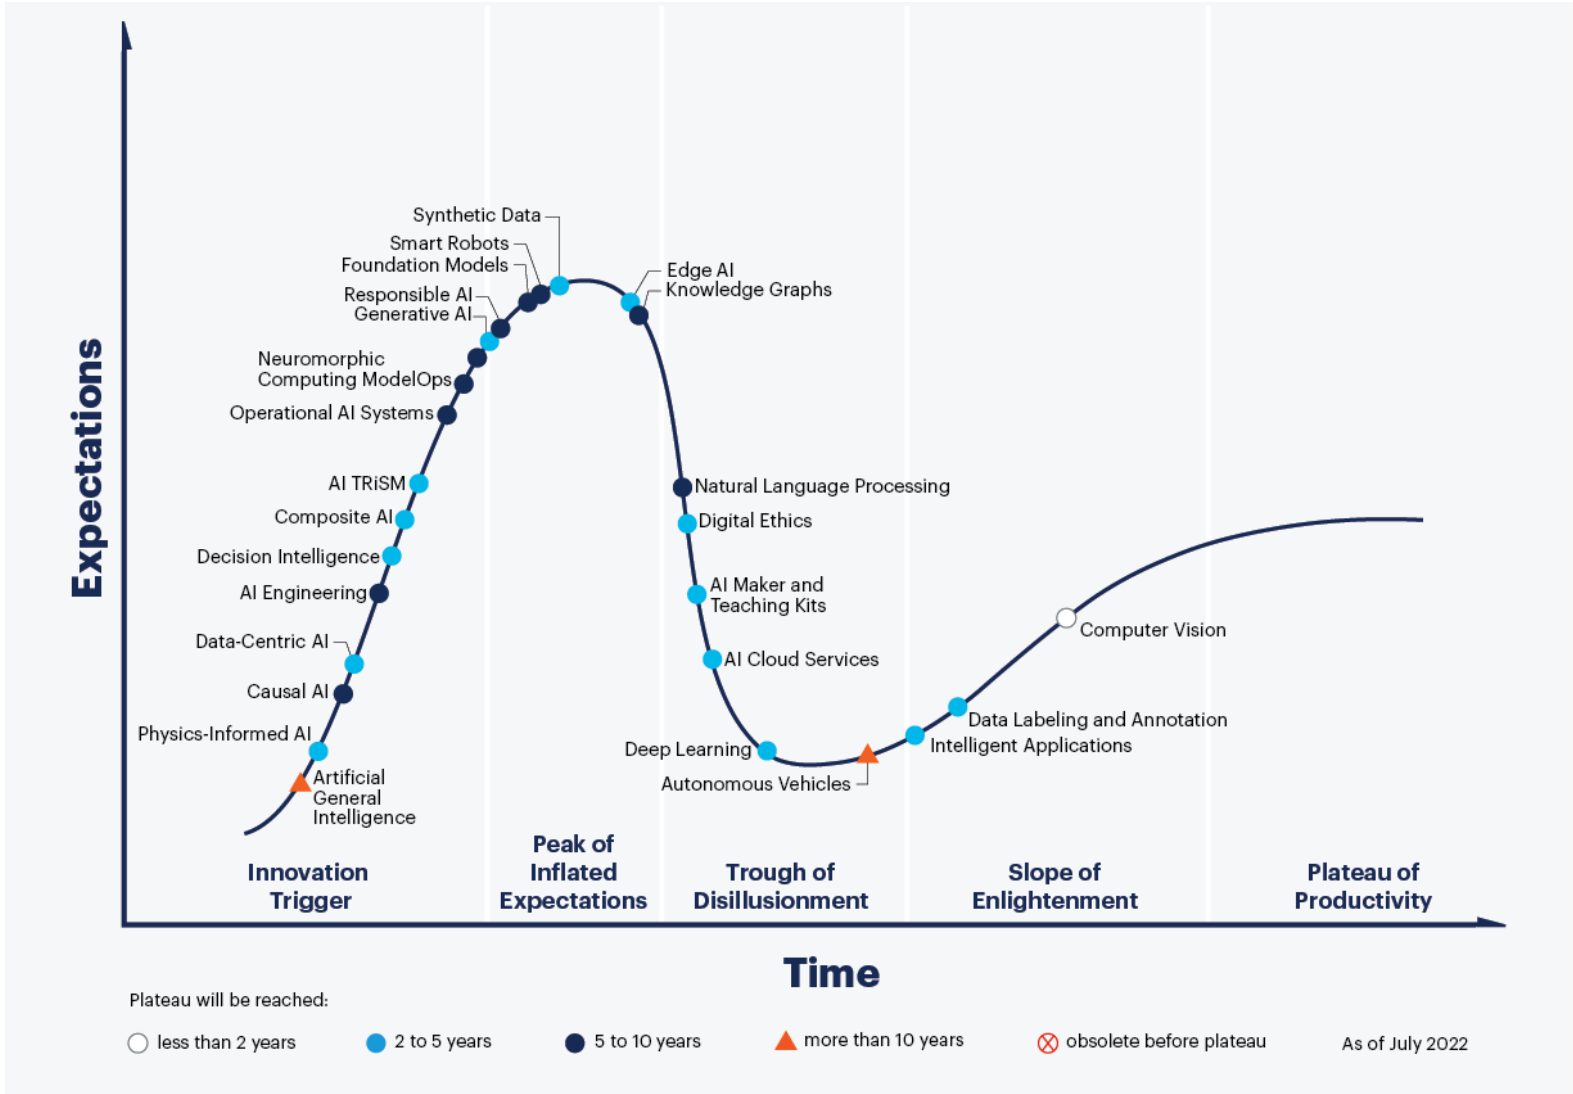 Expectations
Synthetic Data
Smart Robots
Foundation Models
Responsible AI
Generative AI
Neuromorphic
Computing ModelOps
Operational AI Systems
AI TRiSM
Composite AI
Decision Intelligence
AI Engineering
Data-Centric AI
Causal AI
Physics-Informed AI
Artificial
General
Intelligence
Edge AI
Knowledge Graphs
Natural Language Processing
Digital Ethics
AI Maker and
Teaching Kits
AI Cloud Services
Deep Learning
Autonomous Vehicles
Computer Vision
Data Labeling and Annotation
Intelligent Applications
Innovation
Trigger
Peak of
Inflated
Expectations
Trough of
Disillusionment
Slope of
Enlightenment
Plateau of
Productivity
Time
Plateau will be reached:
less than 2 years
2 to 5 years
5 to 10 years
more than 10 years
obsolete before plateau
As of July 2022